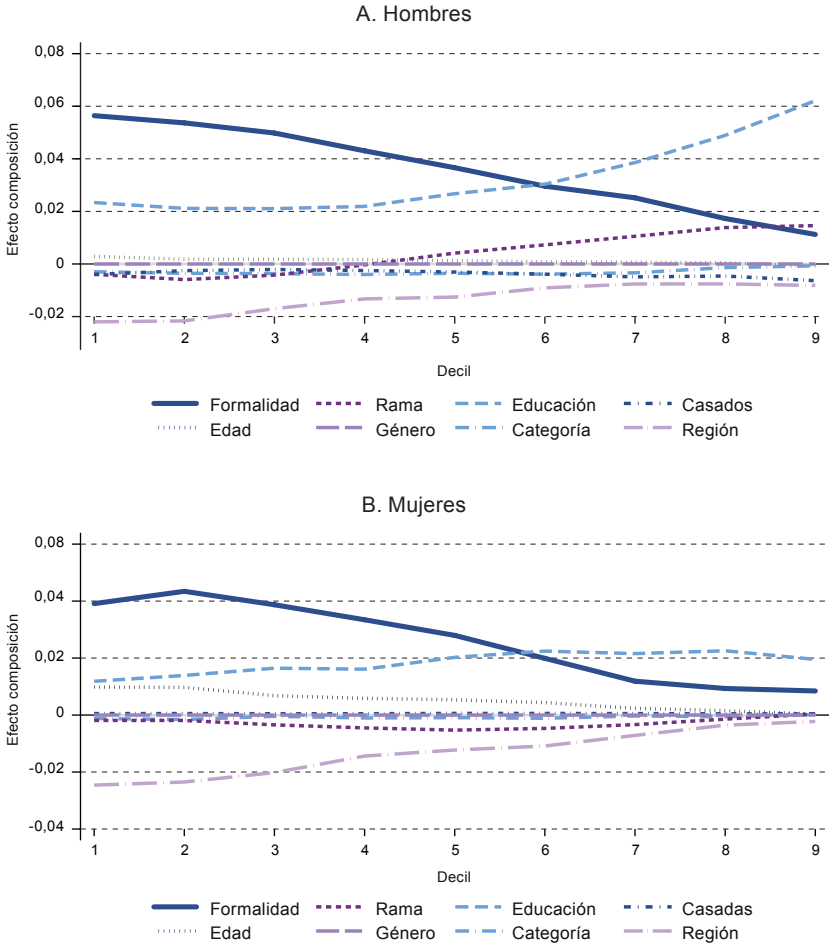 A. Hombres
0,08
0,06
0,04
0,02
0
-0,02
Efecto composición
1 2 3 4 5 6 7 8 9
Decil
Formalidad Rama Educación Casados
Edad Género Categoría Región
B. Mujeres
0,08
0,04
0,02
0
-0,02
-0,04
Efecto composición
1 2 3 4 5 6 7 8 9
Decil
Formalidad Rama Educación Casadas
Edad Género Categoría Región